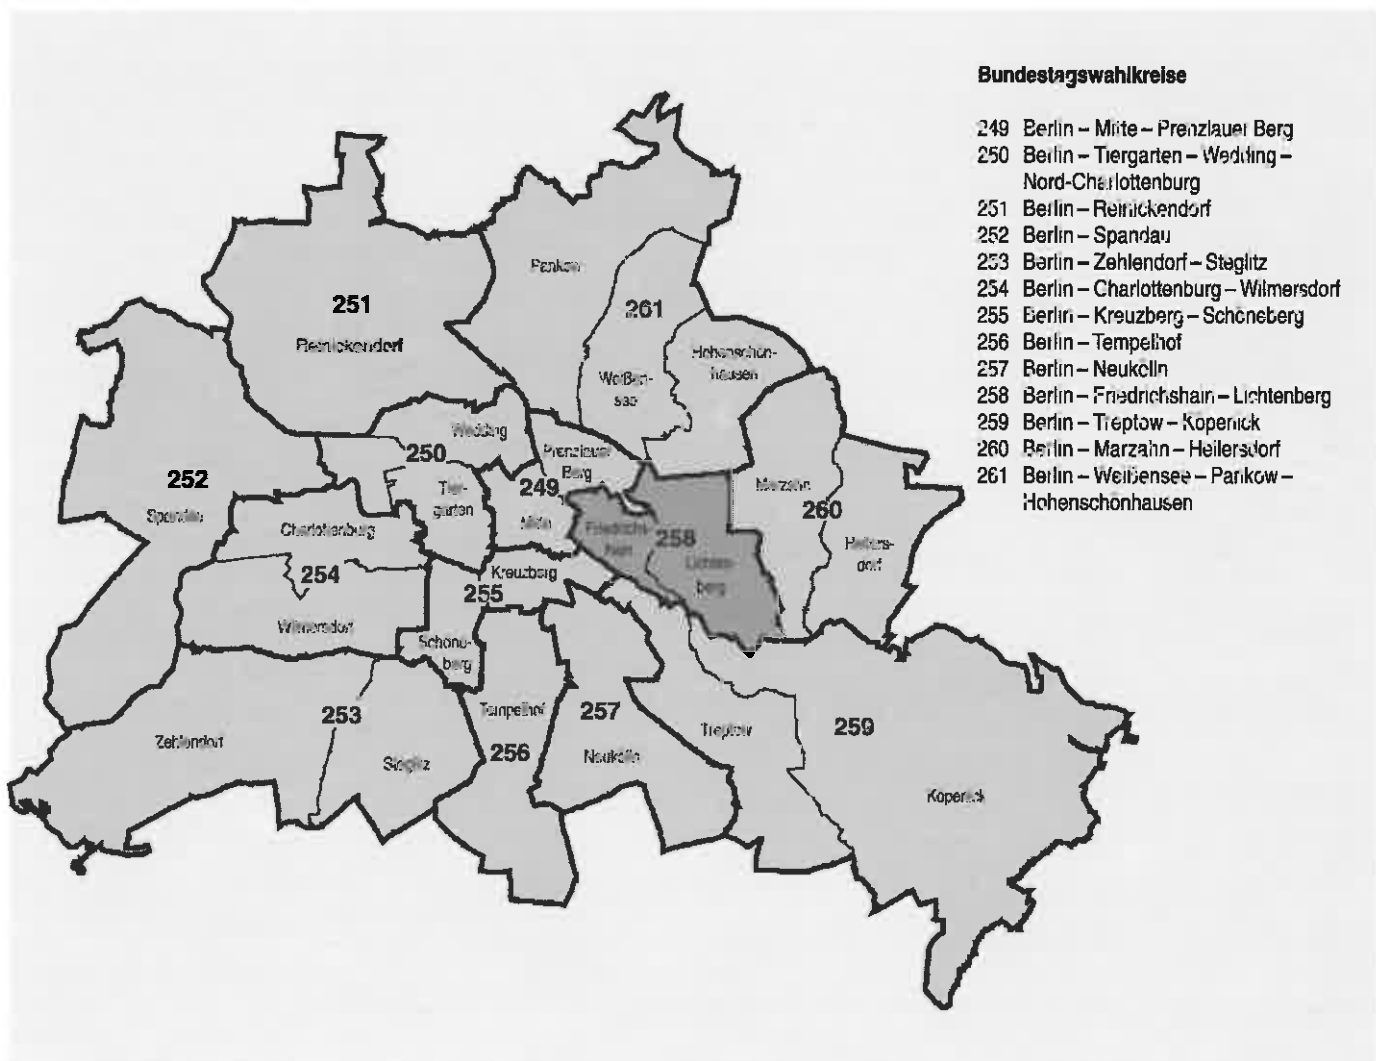 Bundestagswahlkreise
249 Berlin – Mitte – Prenzlauer Berg
250 Berlin – Tiergarten – Wedding –
Nord-Charlottenburg
251 Berlin – Reinickendorf
252 Berlin – Spandau
253 Berlin – Zehlendorf – Steglitz
254 Berlin – Charlottenburg – Wilmersdorf
255 Berlin – Kreuzberg – Schöneberg
256 Berlin – Tempelhof
257 Berlin – Neukölln
258 Berlin – Friedrichshain – Lichtenberg
259 Berlin – Treptow – Köpenick
260 Berlin – Marzahn – Hellersdorf
261 Berlin – Weißensee – Pankow –
Hohenschönhausen
Pankow
251
261
Reinickendorf
Hohenschön-
hausen
Weißen-
see
Wedding
250
Prenzlauer
Berg
252
Spandau
Tier-
garten
249
Mitte
Marzahn
260
Charlottenburg
Friedrichs-
hain
258
Hellers-
dorf
Lichten-
berg
254
Kreuzberg
255
Wilmersdorf
Schöne-
berg
253
Tempelhof
257
259
Zehlendorf
Treptow
256
Steglitz
Neukölln
Köpenick